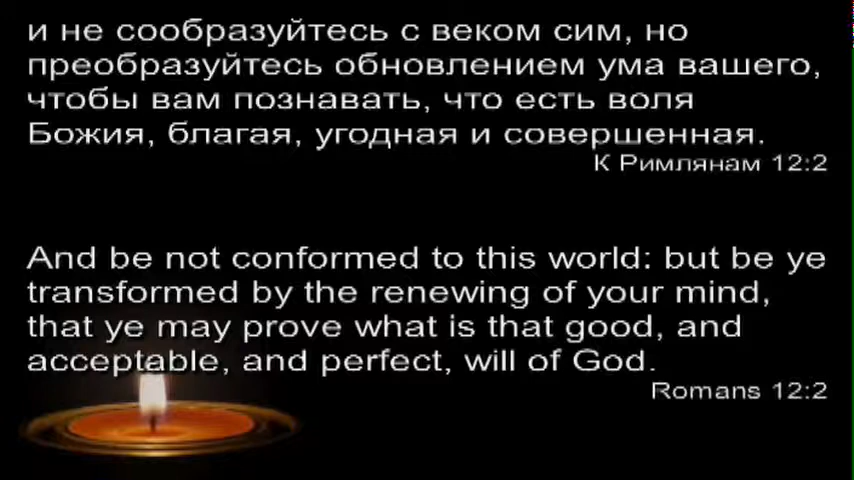 и не сообразуйтесь с веком сим, но
преобразуйтесь обновлением ума вашего,
чтобы вам познавать, что есть воля
Божия, благая, угодная и совершенная.
К Римлянам 12:2
And be not conformed to this world: but be ye
transformed by the renewing of your mind,
that ye may prove what is that good, and
acceptable, and perfect, will of God.
Romans 12:2